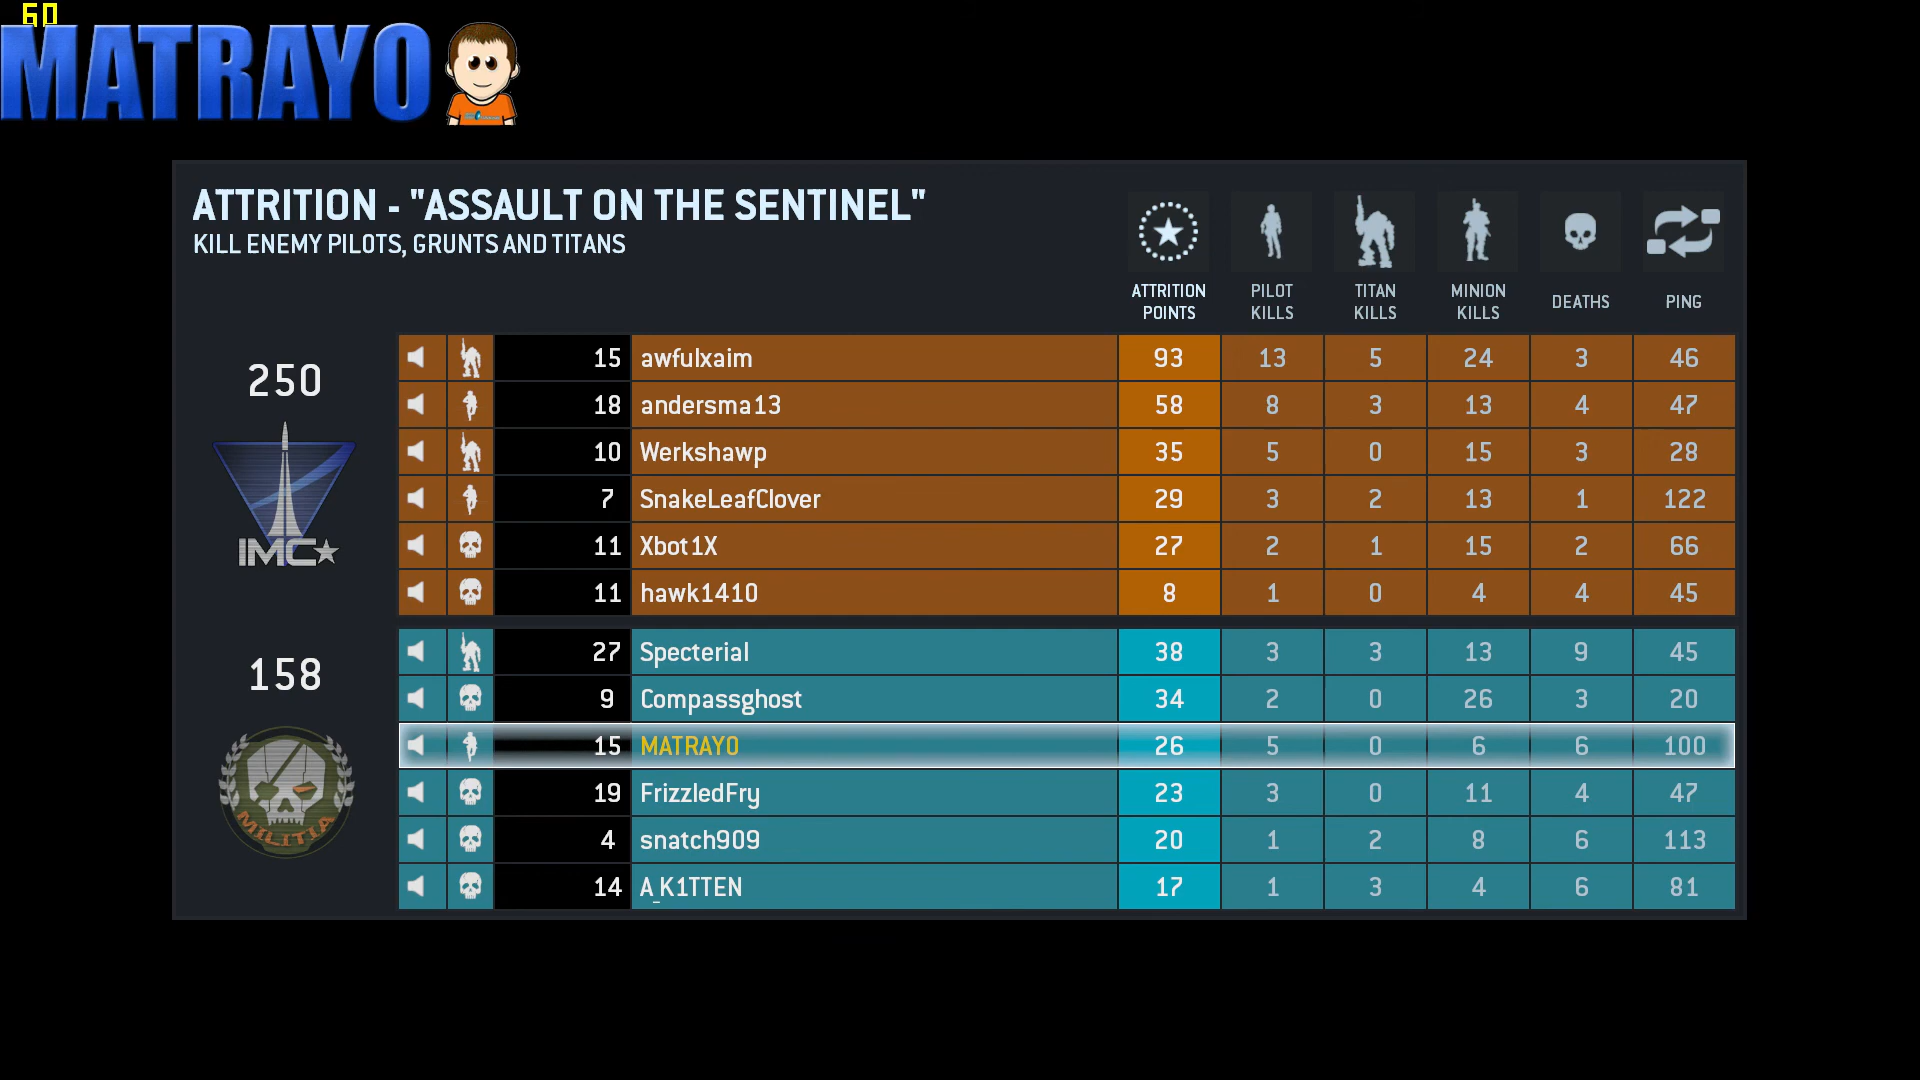 60
MATRAYO
ATTRITION - "ASSAULT ON THE SENTINEL"
KILL ENEMY PILOTS, GRUNTS AND TITANS
ATTRITION POINTS PILOT KILLS TITAN KILLS MINION KILLS DEATHS PING
250
IMC
15 awfulxaim 93 13 5 24 3 46
18 andersma13 58 8 3 13 4 47
10 Werkshawp 35 5 0 15 3 28
7 SnakeLeafClover 29 3 2 13 1 122
11 Xbot1X 27 2 1 15 2 66
11 hawk1410 8 1 0 4 4 45
158
MILITIA
27 Specterial 38 3 3 13 9 45
9 Compassghost 34 2 0 26 3 20
15 MATRAYO 26 5 0 6 6 100
19 FrizzledFry 23 3 0 11 4 47
4 snatch909 20 1 2 8 6 113
14 A_K1TTEN 17 1 3 4 6 81